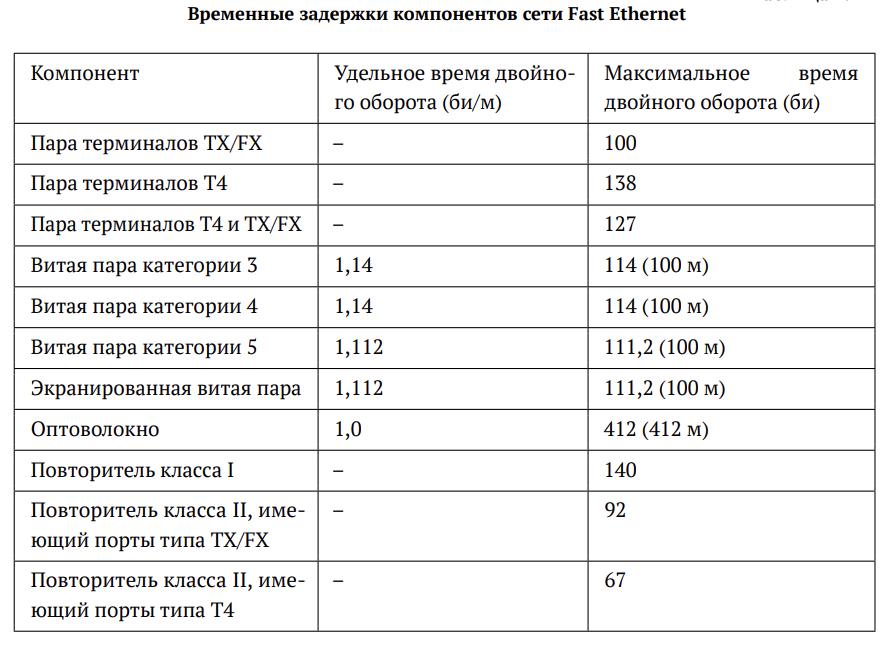 Временные задержки компонентов сети Fast Ethernet
Компонент
Удельное время двойно-
го оборота (би/м)
Максимальное время
двойного оборота (би)
Пара терминалов TX/FX
–
100
Пара терминалов T4
–
138
Пара терминалов T4 и TX/FX
–
127
Витая пара категории 3
1,14
114 (100 м)
Витая пара категории 4
1,14
114 (100 м)
Витая пара категории 5
1,112
111,2 (100 м)
Экранированная витая пара
1,112
111,2 (100 м)
Оптоволокно
1,0
412 (412 м)
Повторитель класса I
–
140
Повторитель класса II, име-
ющий порты типа TX/FX
–
92
Повторитель класса II, име-
ющий порты типа T4
–
67